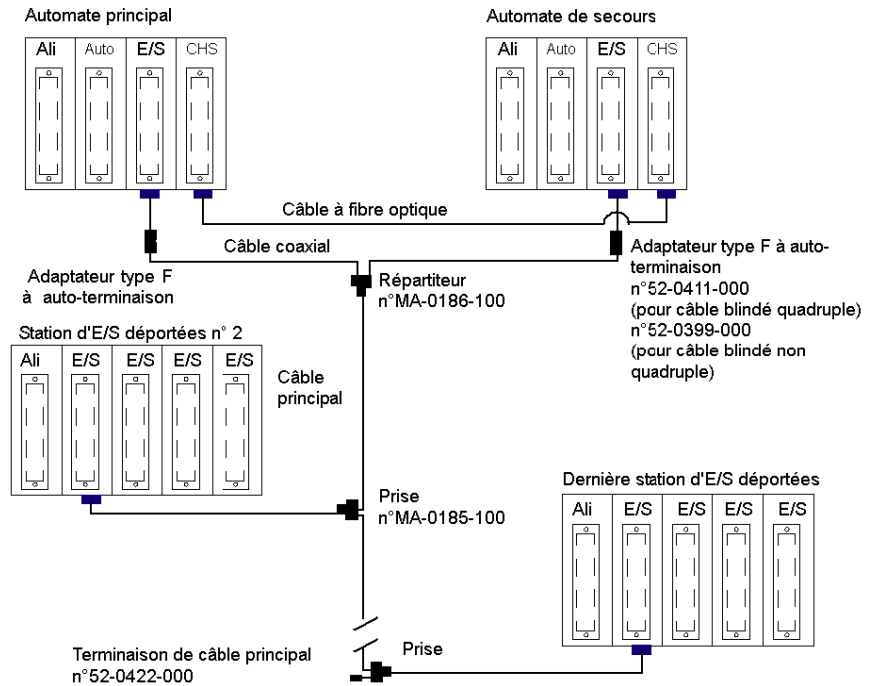 Automate principal
Ali Auto E/S CHS
Automate de secours
Ali Auto E/S CHS
Câble à fibre optique
Câble coaxial
Adaptateur type F
à auto-terminaison
Répartiteur
n°MA-0186-100
Adaptateur type F à auto-
terminaison
n°52-0411-000
(pour câble blindé quadruple)
n°52-0399-000
(pour câble blindé non
quadruple)
Station d'E/S déportées n° 2
Ali E/S E/S E/S E/S
Câble
principal
Prise
n°MA-0185-100
Dernière station d'E/S déportées
Ali E/S E/S E/S E/S
Terminaison de câble principal
n°52-0422-000
Prise